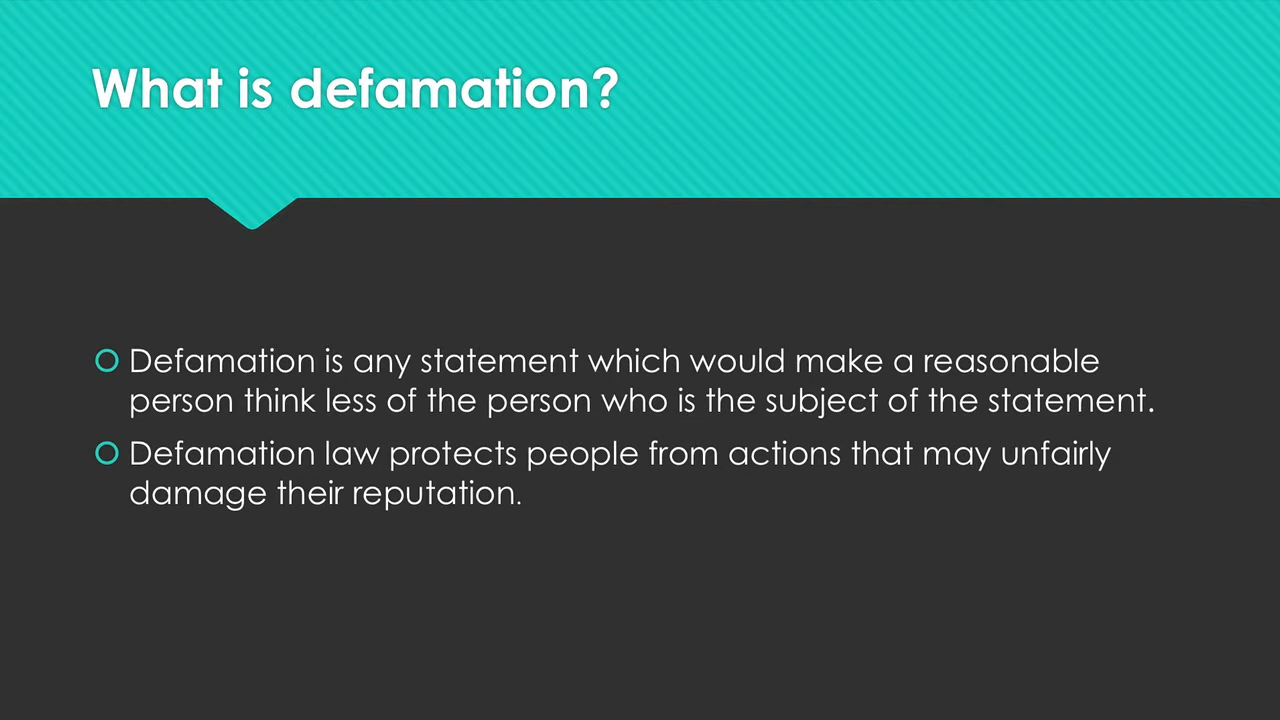 What is defamation?
Defamation is any statement which would make a reasonable
person think less of the person who is the subject of the statement.
Defamation law protects people from actions that may unfairly
damage their reputation.